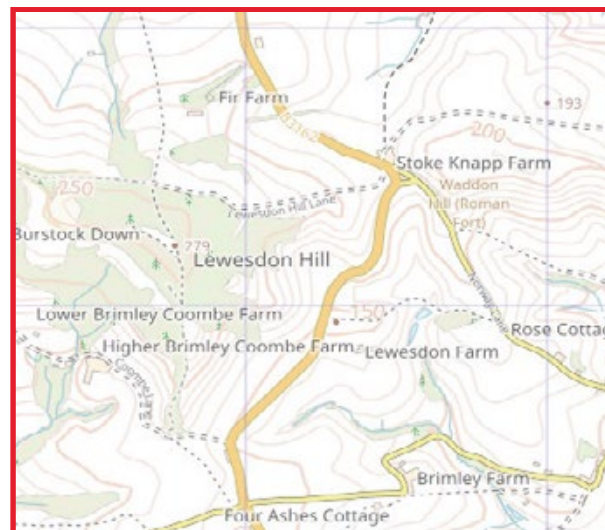 193
Fir Farm
B3162
200
Stoke Knapp Farm
Waddon
Hill (Roman
Fort)
250
Lewesdon Hill Lane
Burstock Down
279
Lewesdon Hill
Lower Brimley Coombe Farm
150
Rose Cottag
Higher Brimley Coombe Farm
Lewesdon Farm
Coombe
Brimley Farm
Four Ashes Cottage